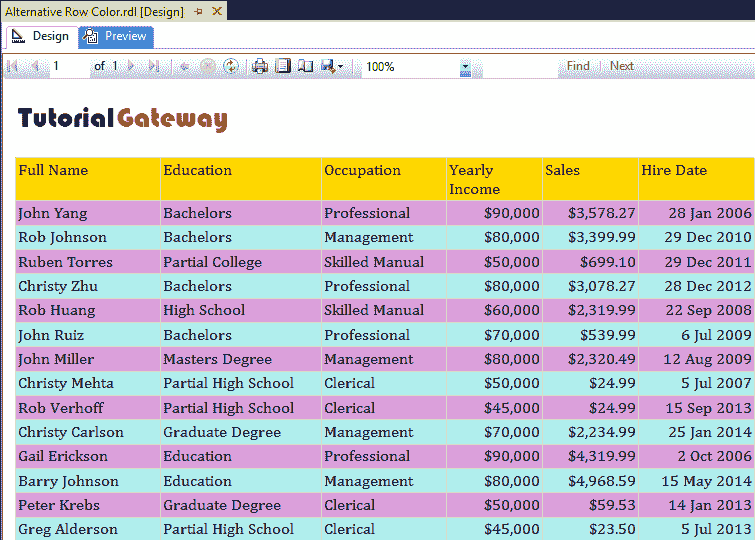 Alternative Row Color.rdl [Design]
Design Preview
1 of 1 100% Find Next
TutorialGateway
Full Name Education Occupation Yearly Income Sales Hire Date
John Yang Bachelors Professional $90,000 $3,578.27 28 Jan 2006
Rob Johnson Bachelors Management $80,000 $3,399.99 29 Dec 2010
Ruben Torres Partial College Skilled Manual $50,000 $699.10 29 Dec 2011
Christy Zhu Bachelors Professional $80,000 $3,078.27 28 Dec 2012
Rob Huang High School Skilled Manual $60,000 $2,319.99 22 Sep 2008
John Ruiz Bachelors Professional $70,000 $539.99 6 Jul 2009
John Miller Masters Degree Management $80,000 $2,320.49 12 Aug 2009
Christy Mehta Partial High School Clerical $50,000 $24.99 5 Jul 2007
Rob Verhoff Partial High School Clerical $45,000 $24.99 15 Sep 2013
Christy Carlson Graduate Degree Management $70,000 $2,234.99 25 Jan 2014
Gail Erickson Education Professional $90,000 $4,319.99 2 Oct 2006
Barry Johnson Education Management $80,000 $4,968.59 15 May 2014
Peter Krebs Graduate Degree Clerical $50,000 $59.53 14 Jan 2013
Greg Alderson Partial High School Clerical $45,000 $23.50 5 Jul 2013